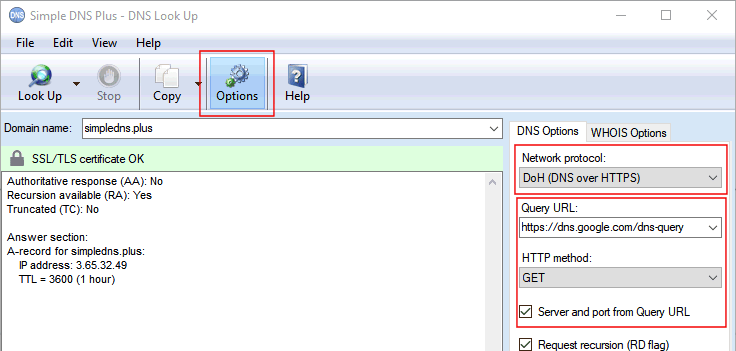 DNS Simple DNS Plus - DNS Look Up
File Edit View Help
Look Up Stop Copy Options Help
Domain name: simpledns.plus
SSL/TLS certificate OK
Authoritative response (AA): No
Recursion available (RA): Yes
Truncated (TC): No
Answer section:
A-record for simpledns.plus:
IP address: 3.65.32.49
TTL = 3600 (1 hour)
DNS Options WHOIS Options
Network protocol:
DoH (DNS over HTTPS)
Query URL:
https://dns.google.com/dns-query
HTTP method:
GET
Server and port from Query URL
Request recursion (RD flag)